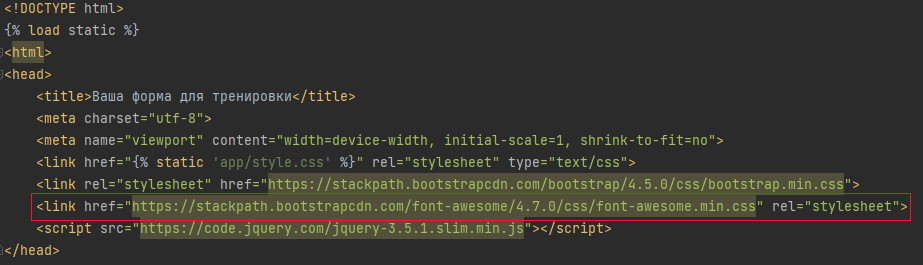 <!DOCTYPE html>
{% load static %}
<html>
<head>
<title>Ваша форма для тренировки</title>
<meta charset="utf-8">
<meta name="viewport" content="width=device-width, initial-scale=1, shrink-to-fit=no">
<link href="{% static 'app/style.css' %}" rel="stylesheet" type="text/css">
<link rel="stylesheet" href="https://stackpath.bootstrapcdn.com/bootstrap/4.5.0/css/bootstrap.min.css">
<link href="https://stackpath.bootstrapcdn.com/font-awesome/4.7.0/css/font-awesome.min.css" rel="stylesheet">
<script src="https://code.jquery.com/jquery-3.5.1.slim.min.js"></script>
</head>